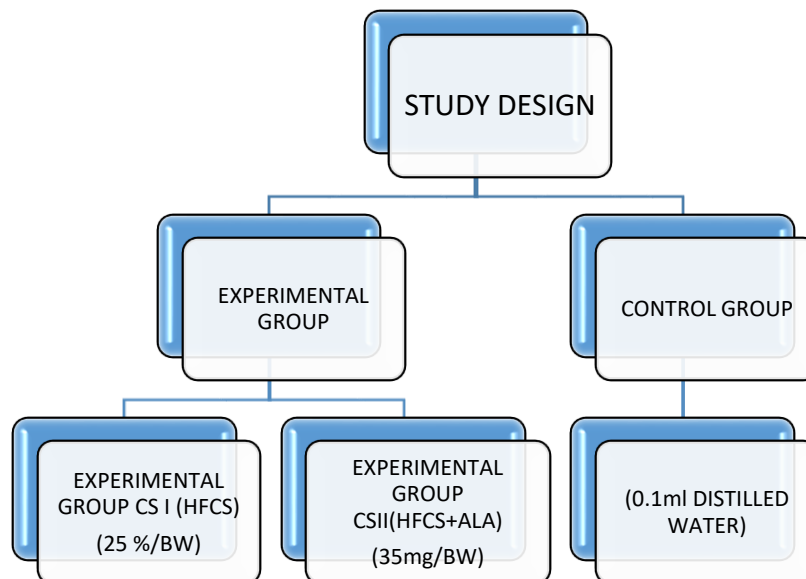 STUDY DESIGN
EXPERIMENTAL
GROUP
CONTROL GROUP
EXPERIMENTAL
GROUP CS I (HFCS)
(25 %/BW)
EXPERIMENTAL
GROUP
CSII(HFCS+ALA)
(35mg/BW)
(0.1ml DISTILLED
WATER)